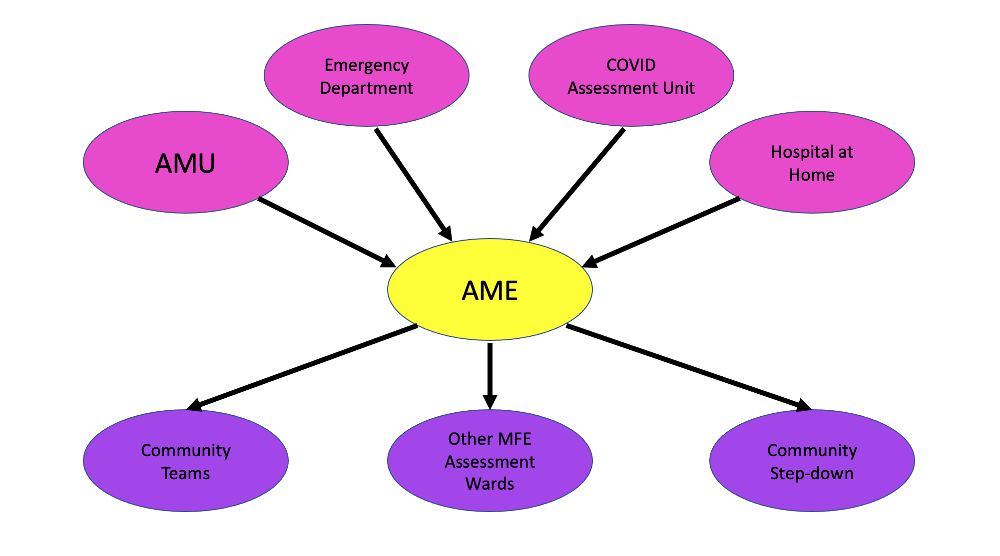 Emergency
Department
COVID
Assessment Unit
AMU
Hospital at
Home
AME
Community
Teams
Other MFE
Assessment
Wards
Community
Step-down